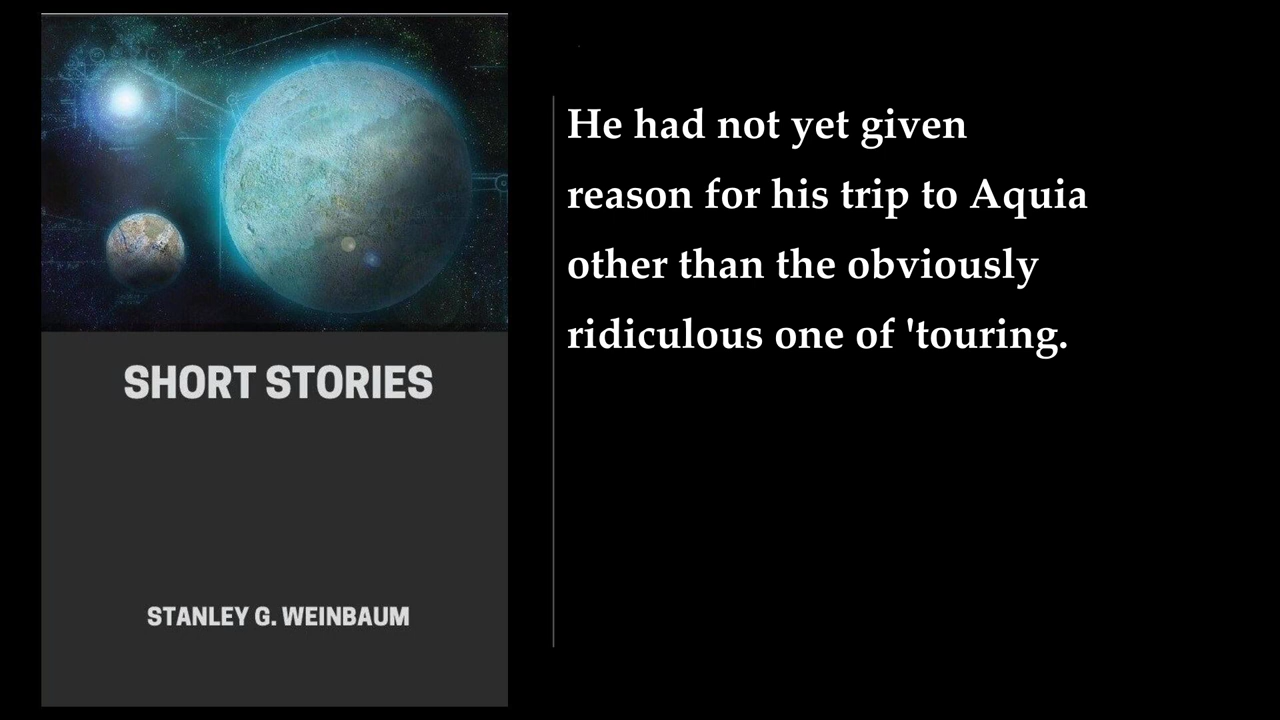 SHORT STORIES
STANLEY G. WEINBAUM
He had not yet given
reason for his trip to Aquia
other than the obviously
ridiculous one of 'touring.